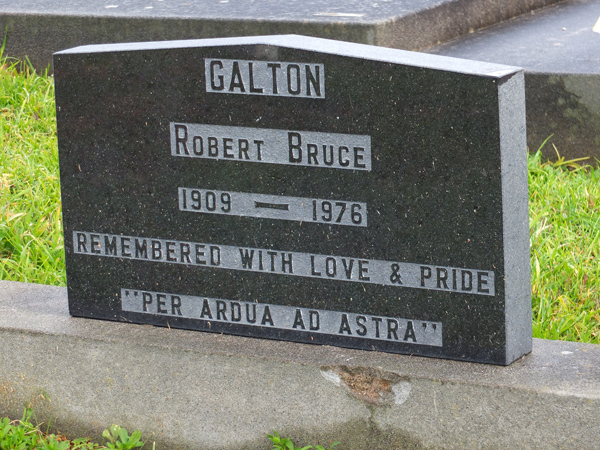 GALTON
ROBERT BRUCE
1909 — 1976
REMEMBERED WITH LOVE & PRIDE
"PER ARDUA AD ASTRA"